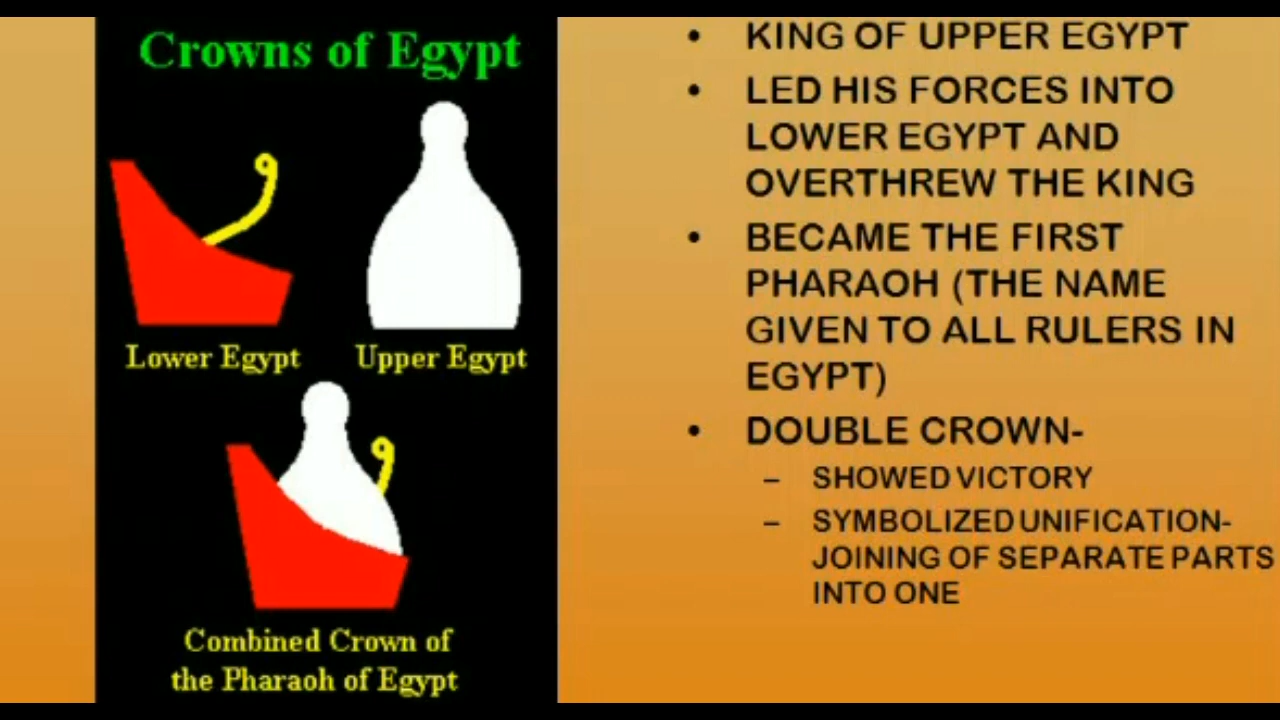 Crowns of Egypt
Lower Egypt
Upper Egypt
Combined Crown of
the Pharaoh of Egypt
• KING OF UPPER EGYPT
• LED HIS FORCES INTO
LOWER EGYPT AND
OVERTHREW THE KING
• BECAME THE FIRST
PHARAOH (THE NAME
GIVEN TO ALL RULERS IN
EGYPT)
• DOUBLE CROWN-
– SHOWED VICTORY
– SYMBOLIZED UNIFICATION-
JOINING OF SEPARATE PARTS
INTO ONE